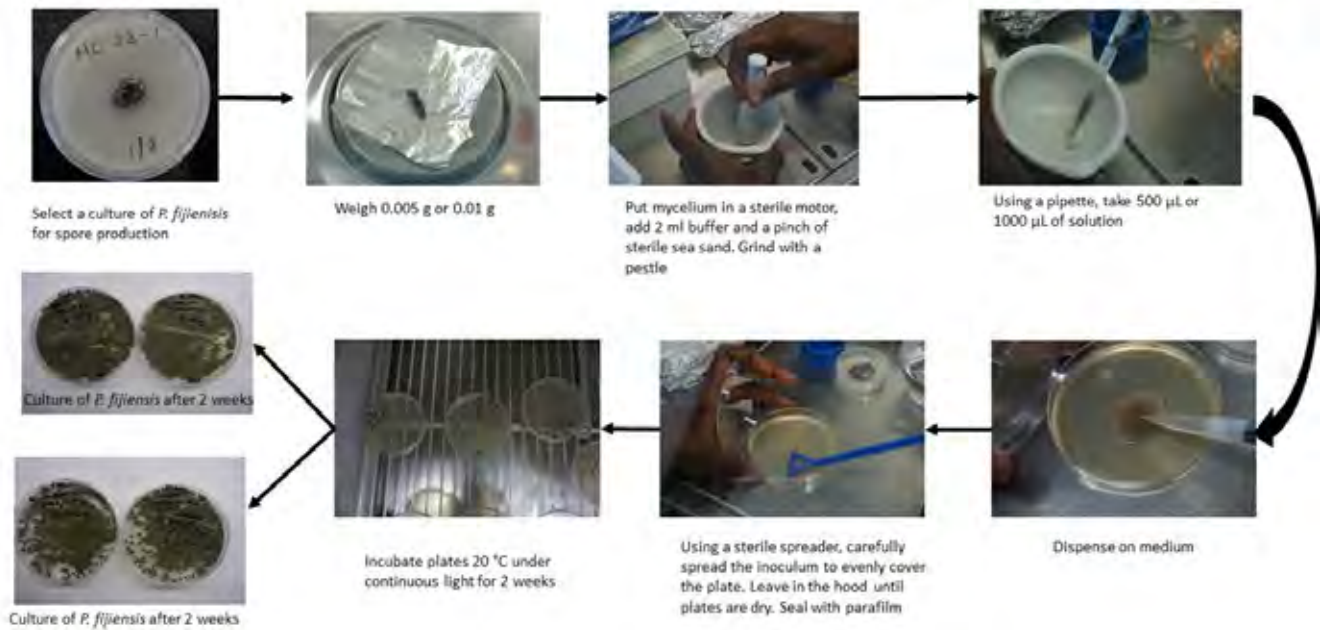 HC-23-1
Select a culture of P. fijienisis
for spore production
Weigh 0.005 g or 0.01 g
Put mycelium in a sterile motor,
add 2 ml buffer and a pinch of
sterile sea sand. Grind with a
pestle
Using a pipette, take 500 µL or
1000 µL of solution
Dispense on medium
Using a sterile spreader, carefully
spread the inoculum to evenly cover
the plate. Leave in the hood until
plates are dry. Seal with parafilm
Incubate plates 20 °C under
continuous light for 2 weeks
Culture of P. fijiensis after 2 weeks
Culture of P. fijiensis after 2 weeks